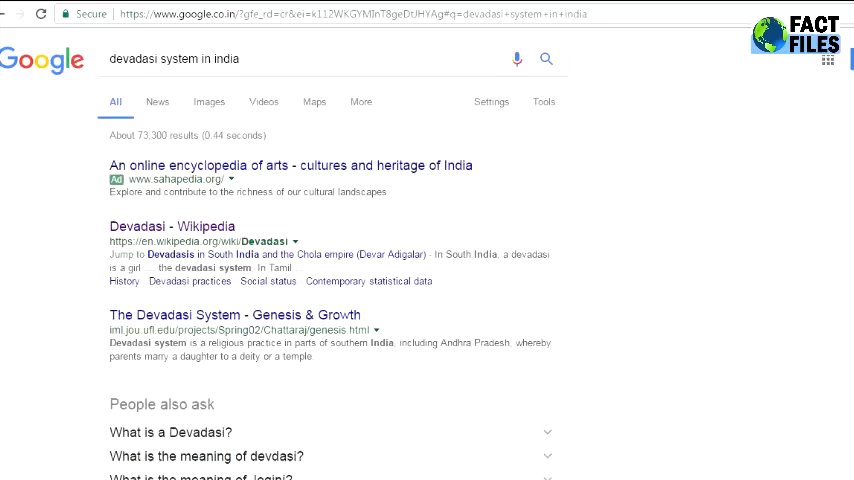 Secure https://www.google.co.in/?gfe_rd=cr&ei=k112WKGYMInT8geDtJHYAg#q=devadasi+system+in+india
FACT
FILES
Google
devadasi system in india
All News Images Videos Maps More Settings Tools
About 73,300 results (0.44 seconds)
An online encyclopedia of arts - cultures and heritage of India
Ad www.sahapedia.org/
Explore and contribute to the richness of our cultural landscapes
Devadasi - Wikipedia
https://en.wikipedia.org/wiki/Devadasi
Jump to Devadasis in South India and the Chola empire (Devar Adigalar) · In South India, a devadasi
is a girl ... the devadasi system, In Tamil
History Devadasi practices Social status Contemporary statistical data
The Devadasi System - Genesis & Growth
iml.jou.ufl.edu/projects/Spring02/Chattaraj/genesis.html
Devadasi system is a religious practice in parts of southern India, including Andhra Pradesh, whereby
parents marry a daughter to a deity or a temple.
People also ask
What is a Devadasi?
What is the meaning of devdasi?
What is the meaning of Jogini?